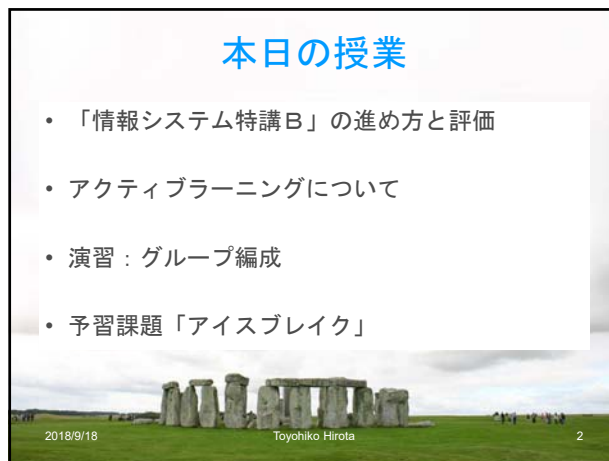 本日の授業
• 「情報システム特講Ｂ」の進め方と評価
• アクティブラーニングについて
• 演習：グループ編成
• 予習課題「アイスブレイク」
2018/9/18 Toyohiko Hirota 2